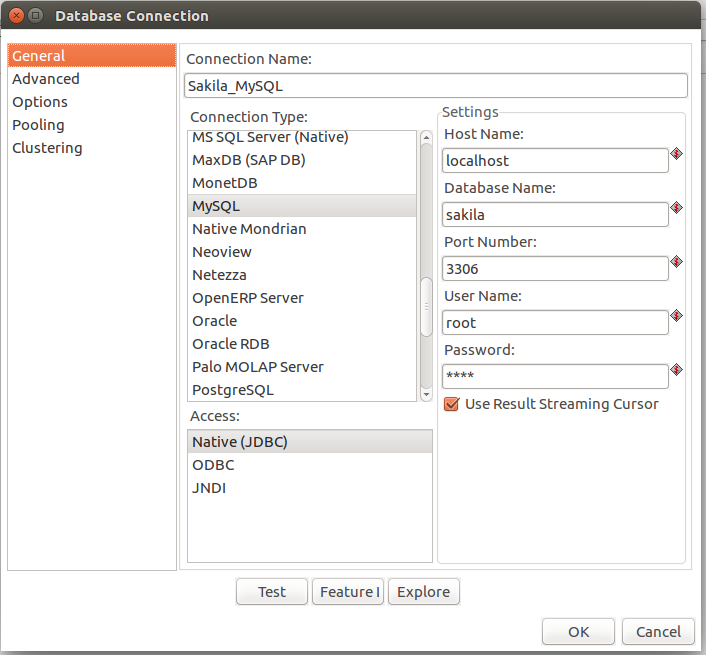 Database Connection
General
Advanced
Options
Pooling
Clustering
Connection Name:
Sakila_MySQL
Connection Type:
MS SQL Server (Native)
MaxDB (SAP DB)
MonetDB
MySQL
Native Mondrian
Neoview
Netezza
OpenERP Server
Oracle
Oracle RDB
Palo MOLAP Server
PostgreSQL
Access:
Native (JDBC)
ODBC
JNDI
Settings
Host Name:
localhost
Database Name:
sakila
Port Number:
3306
User Name:
root
Password:
****
Use Result Streaming Cursor
Test
Feature l
Explore
OK
Cancel